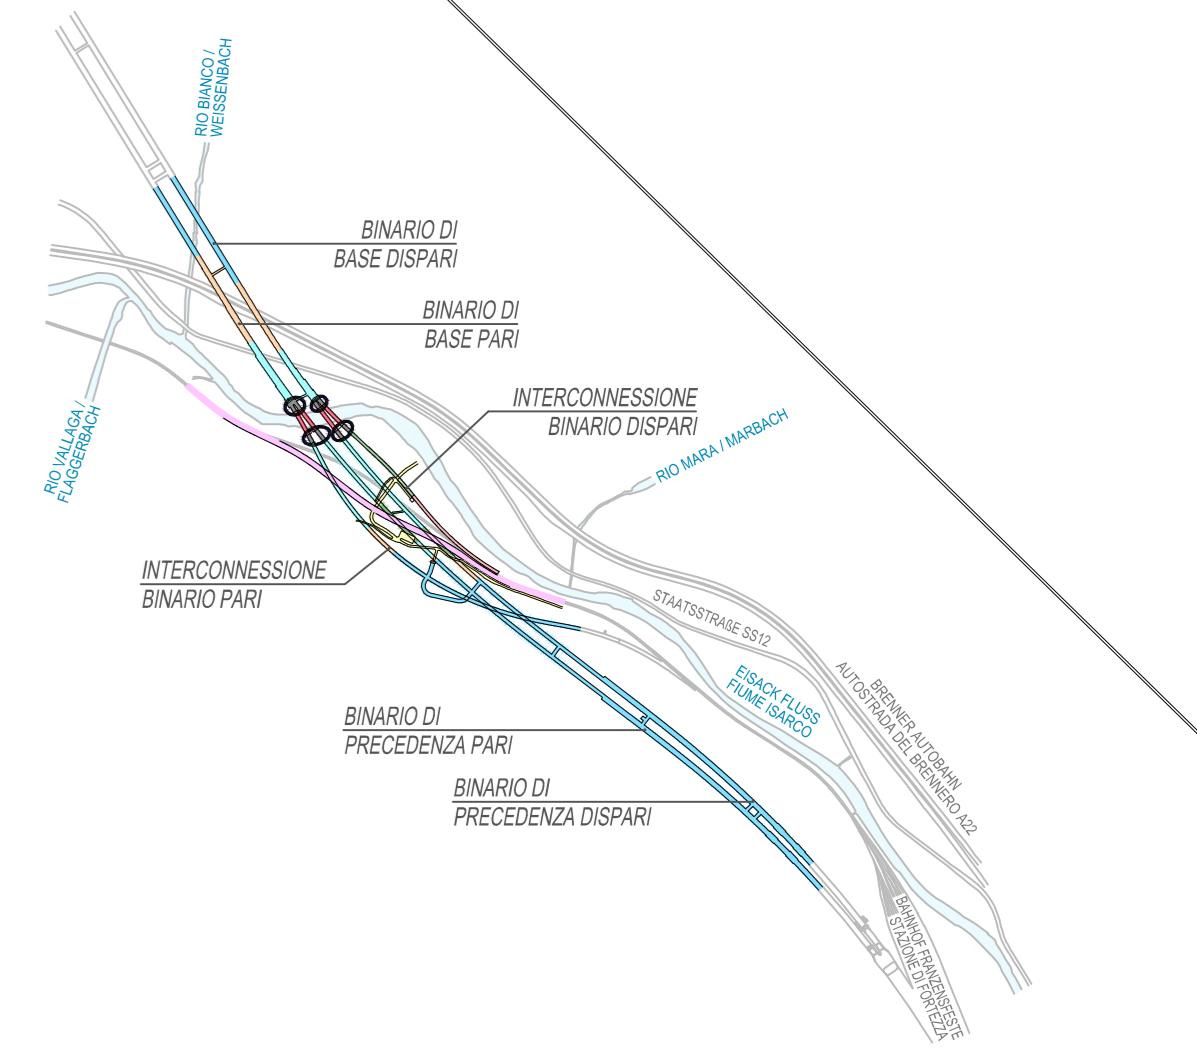 RIO BIANCO /
WEISSENBACH
BINARIO DI
BASE DISPARI
BINARIO DI
BASE PARI
INTERCONNESSIONE
BINARIO DISPARI
RIO MARA / MARBACH
RIO VALLAGA /
FLAGGERBACH
INTERCONNESSIONE
BINARIO PARI
STAATSSTRAßE SS12
EISACK FLUSS
FIUME ISARCO
BRENNER AUTOBAHN
AUTOSTRADA DEL BRENNERO A22
BINARIO DI
PRECEDENZA PARI
BINARIO DI
PRECEDENZA DISPARI
BAHNHOF FRANZENSFESTE
STAZIONE DI FORTEZZA